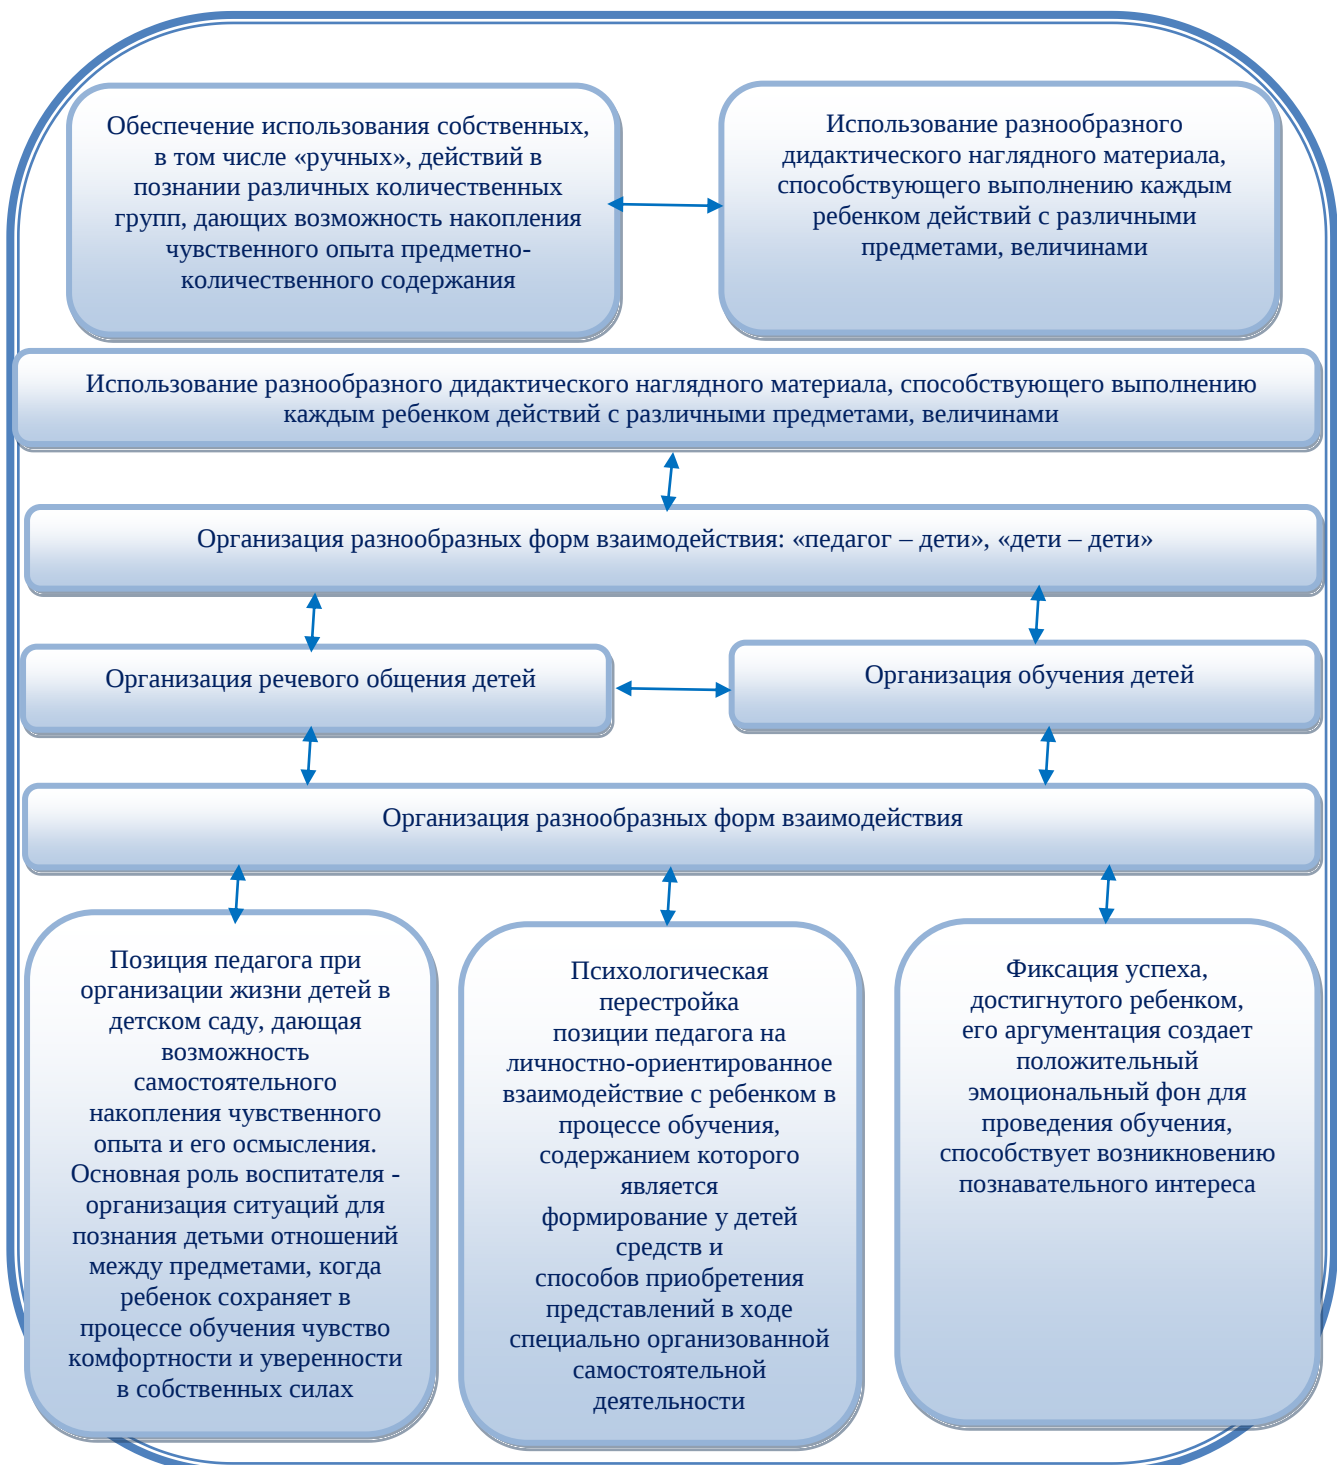 Обеспечение использования собственных,
в том числе «ручных», действий в
познании различных количественных
групп, дающих возможность накопления
чувственного опыта предметно-
количественного содержания
Использование разнообразного
дидактического наглядного материала,
способствующего выполнению каждым
ребенком действий с различными
предметами, величинами
Использование разнообразного дидактического наглядного материала, способствующего выполнению
каждым ребенком действий с различными предметами, величинами
Организация разнообразных форм взаимодействия: «педагог – дети», «дети – дети»
Организация речевого общения детей
Организация обучения детей
Организация разнообразных форм взаимодействия
Позиция педагога при
организации жизни детей в
детском саду, дающая
возможность
самостоятельного
накопления чувственного
опыта и его осмысления.
Основная роль воспитателя -
организация ситуаций для
познания детьми отношений
между предметами, когда
ребенок сохраняет в
процессе обучения чувство
комфортности и уверенности
в собственных силах
Психологическая
перестройка
позиции педагога на
личностно-ориентированное
взаимодействие с ребенком в
процессе обучения,
содержанием которого
является
формирование у детей
средств и
способов приобретения
представлений в ходе
специально организованной
самостоятельной
деятельности
Фиксация успеха,
достигнутого ребенком,
его аргументация создает
положительный
эмоциональный фон для
проведения обучения,
способствует возникновению
познавательного интереса